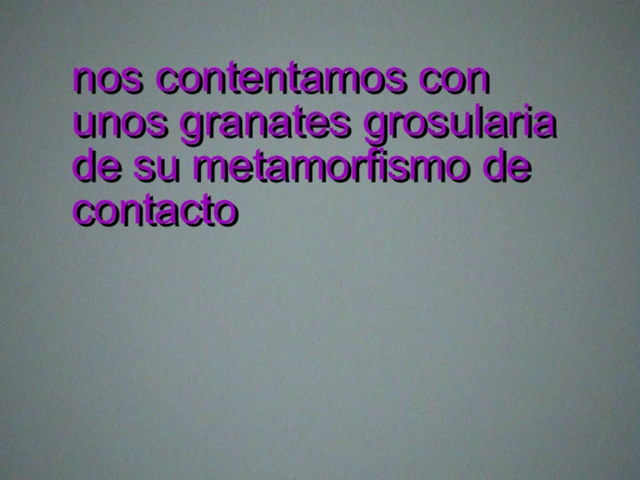 nos contentamos con
unos granates grosularia
de su metamorfismo de
contacto